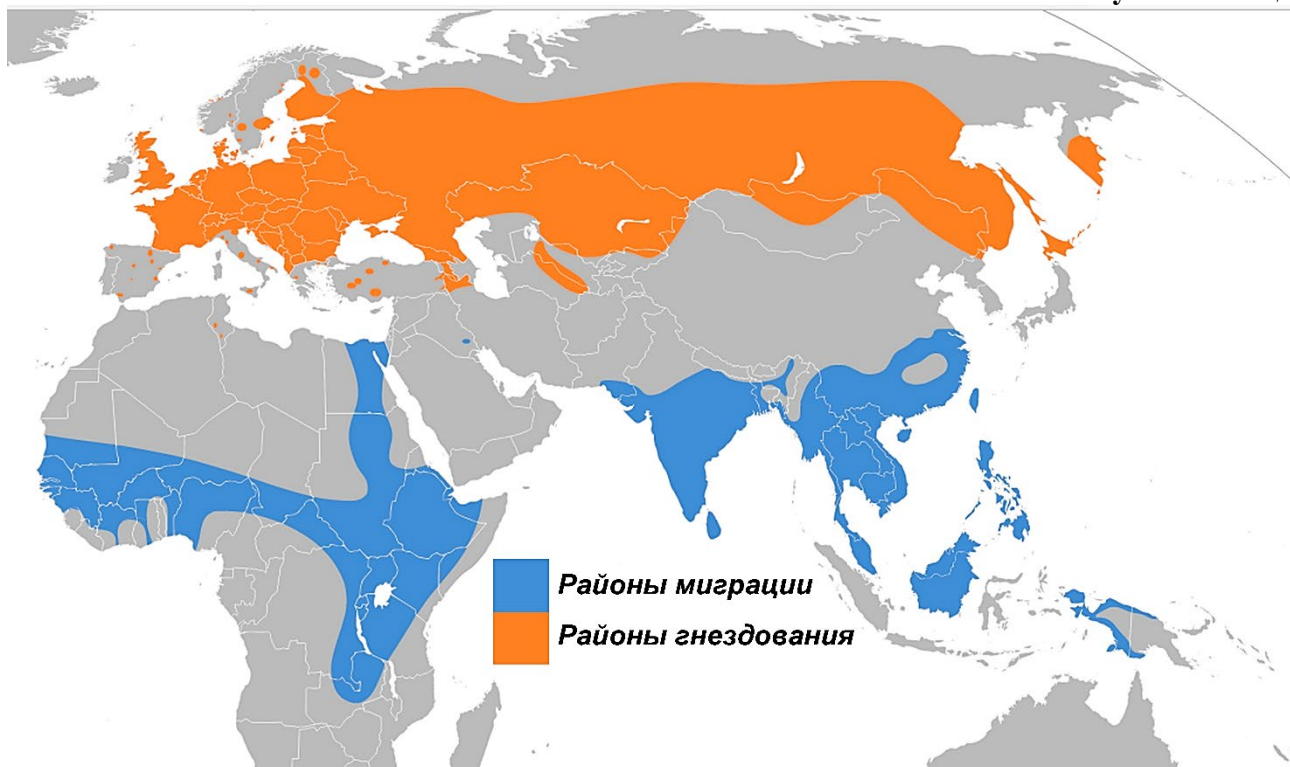 Районы миграции
Районы гнездования